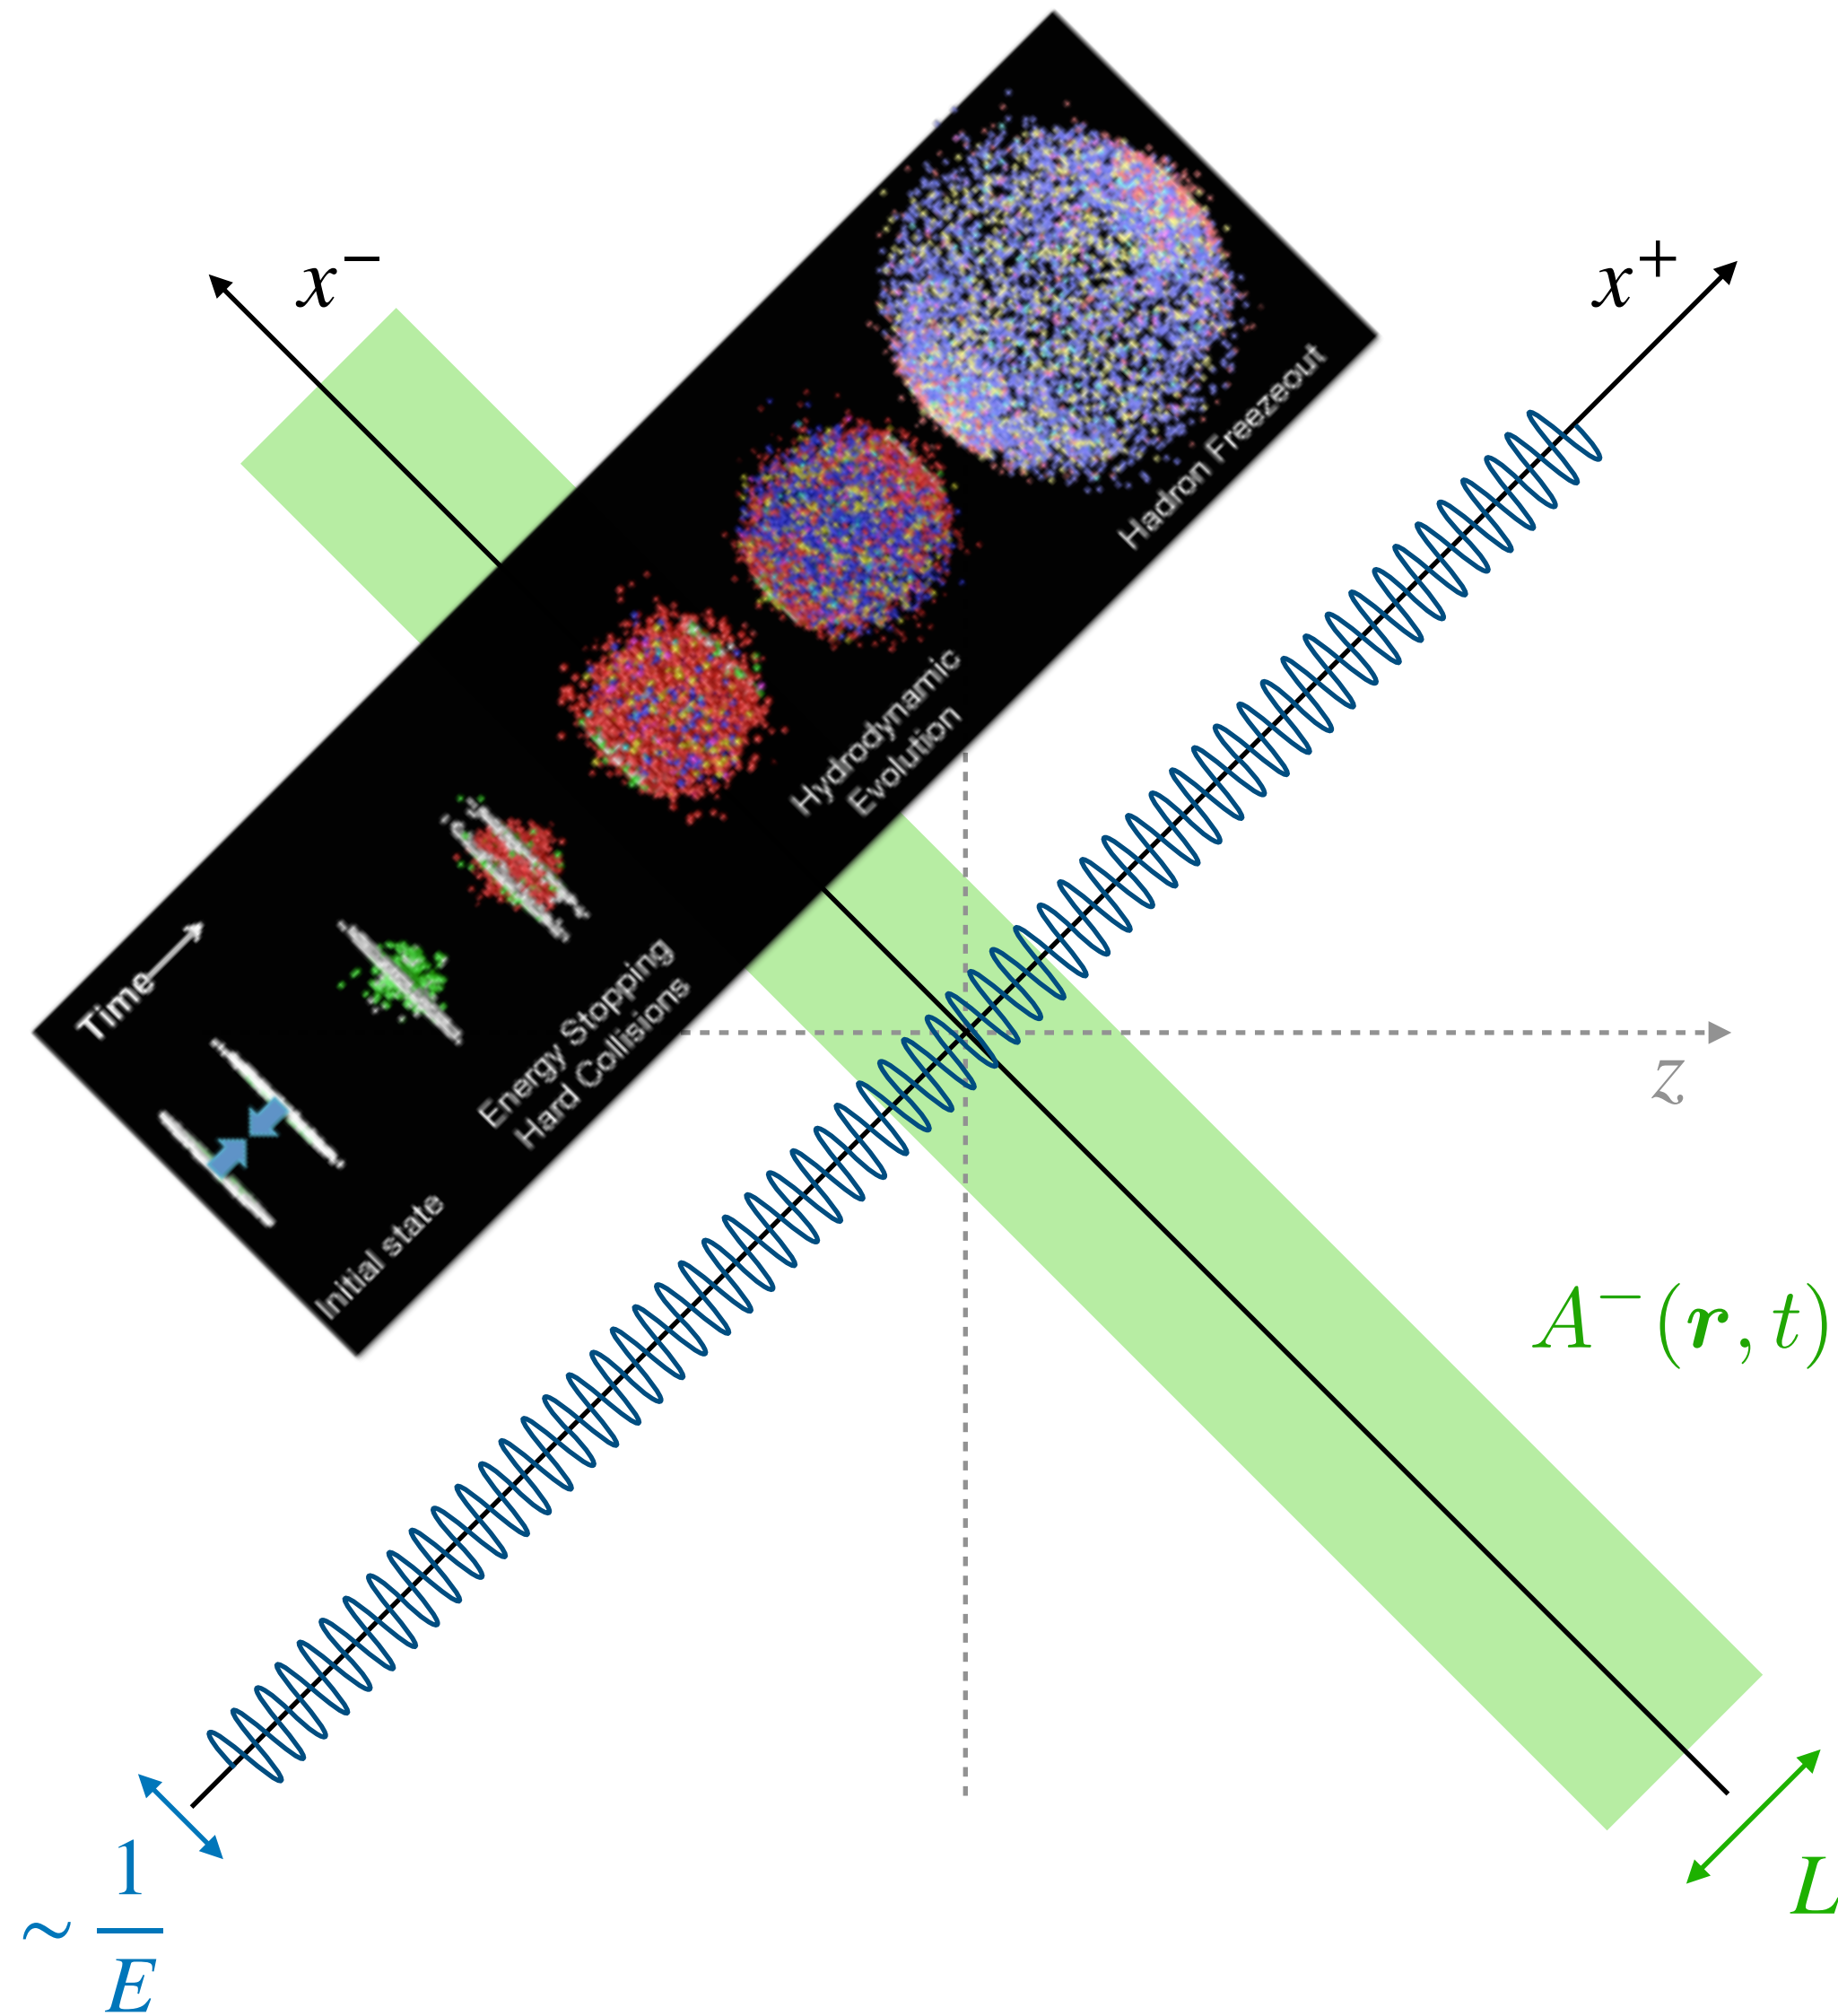 x⁻
x⁺
Hadron Freezeout
Hydrodynamic
Evolution
Time
Energy Stopping
Hard Collisions
Initial state
z
A⁻(r, t)
L
~ 1/E